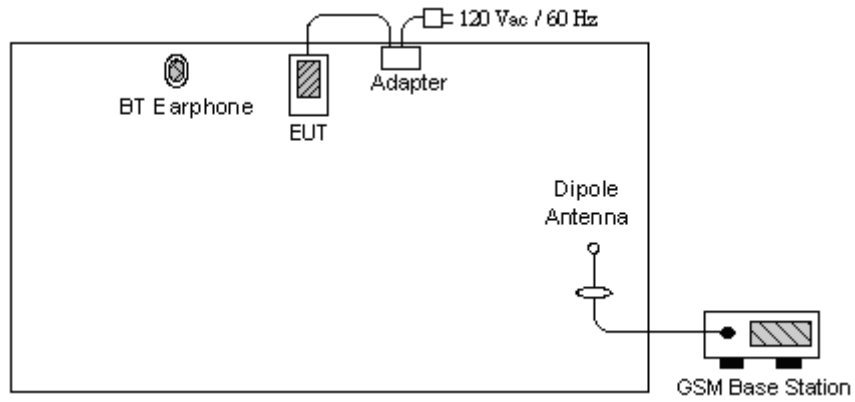 120 Vac / 60 Hz
Adapter
BT Earphone
EUT
Dipole
Antenna
GSM Base Station